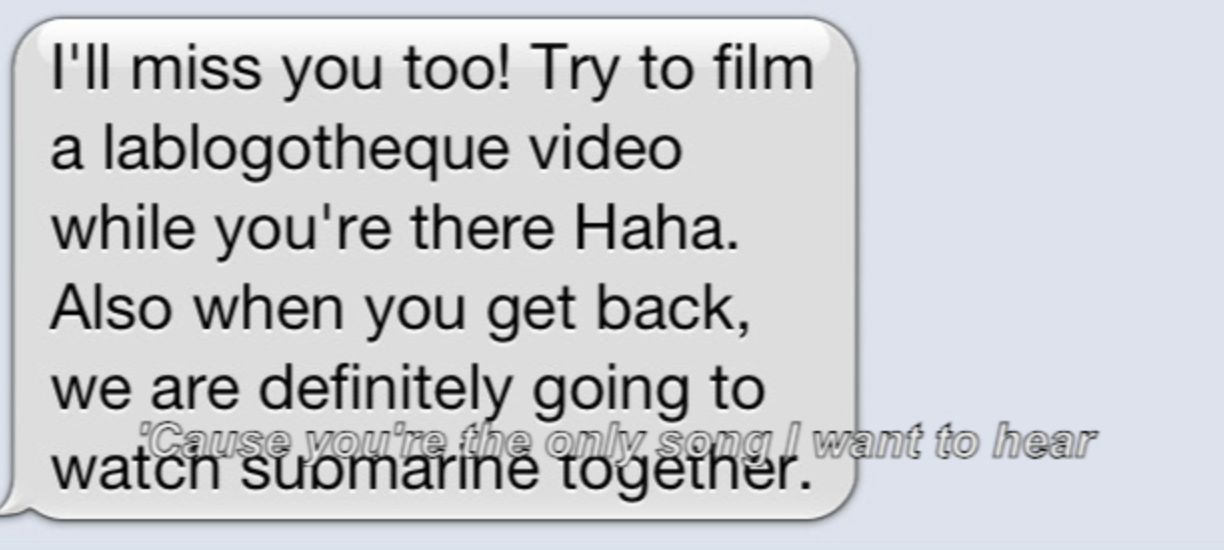 I'll miss you too! Try to film
a lablogotheque video
while you're there Haha.
Also when you get back,
we are definitely going to
'Cause you're the only song I want to hear
watch submarine together.